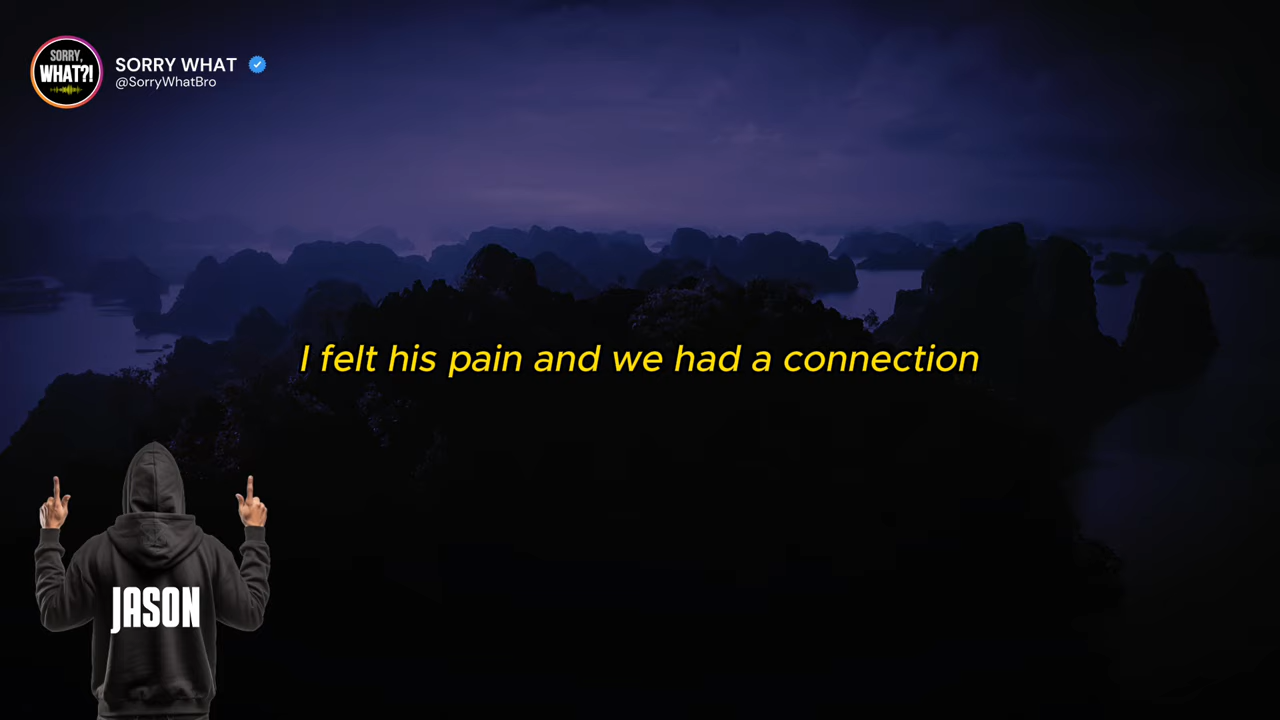 SORRY,
WHAT?!
SORRY WHAT
@SorryWhatBro
I felt his pain and we had a connection
JASON